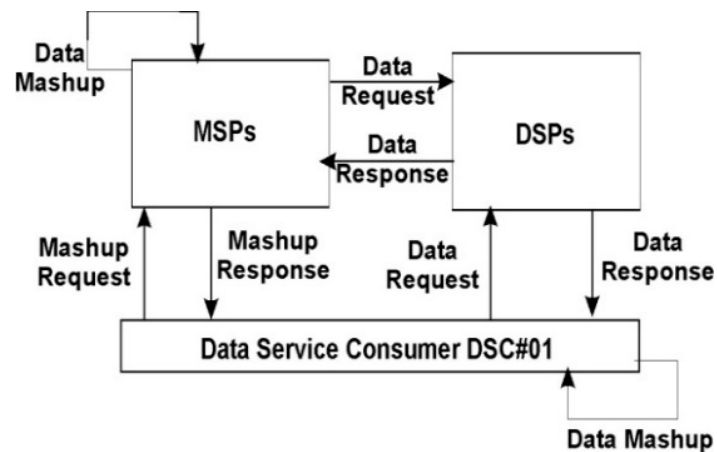 Data
Mashup
MSPs
Data
Request
Data
Response
DSPs
Mashup
Request
Mashup
Response
Data
Request
Data
Response
Data Service Consumer DSC#01
Data Mashup